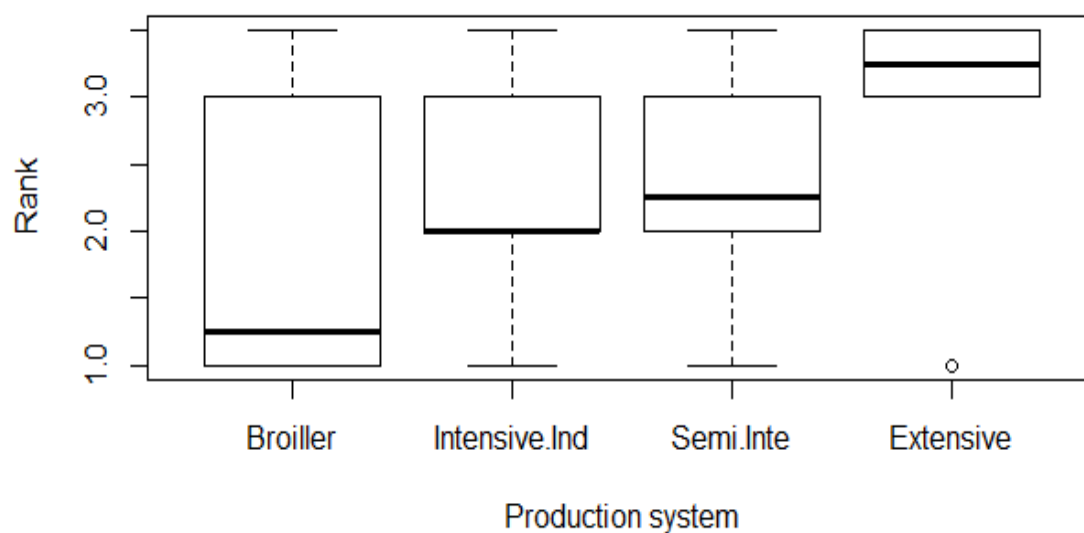 Rank
3.0
2.0
1.0
Broiller Intensive.Ind Semi.Inte Extensive
Production system